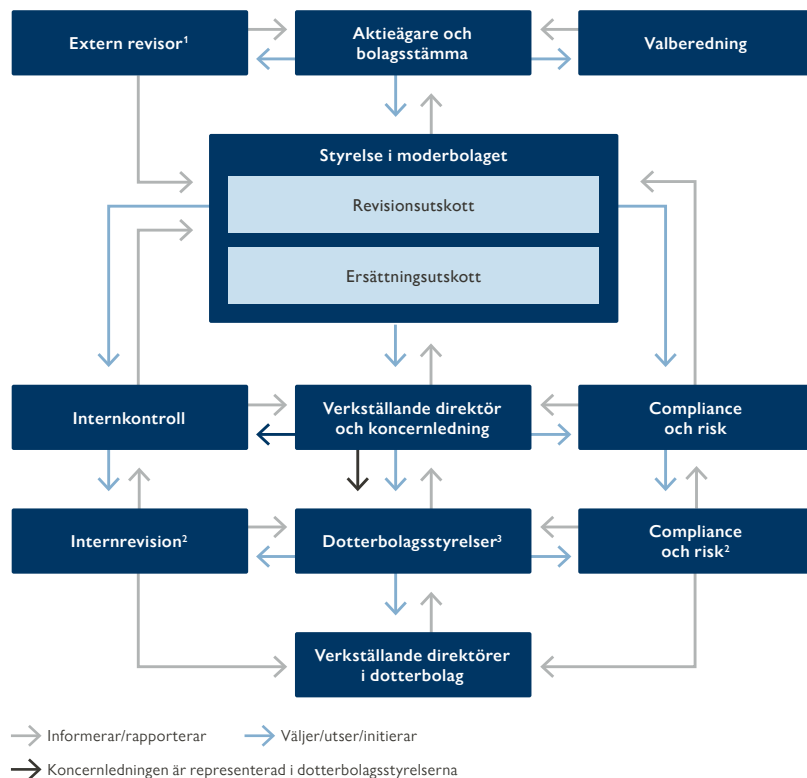 Extern revisor¹
Aktieägare och
bolagsstämma
Valberedning
Styrelse i moderbolaget
Revisionsutskott
Ersättningsutskott
Internkontroll
Verkställande direktör
och koncernledning
Compliance
och risk
Internrevision²
Dotterbolagsstyrelser³
Compliance
och risk²
Verkställande direktörer
i dotterbolag
Informerar/rapporterar
Väljer/utser/initierar
Koncernledningen är representerad i dotterbolagsstyrelserna